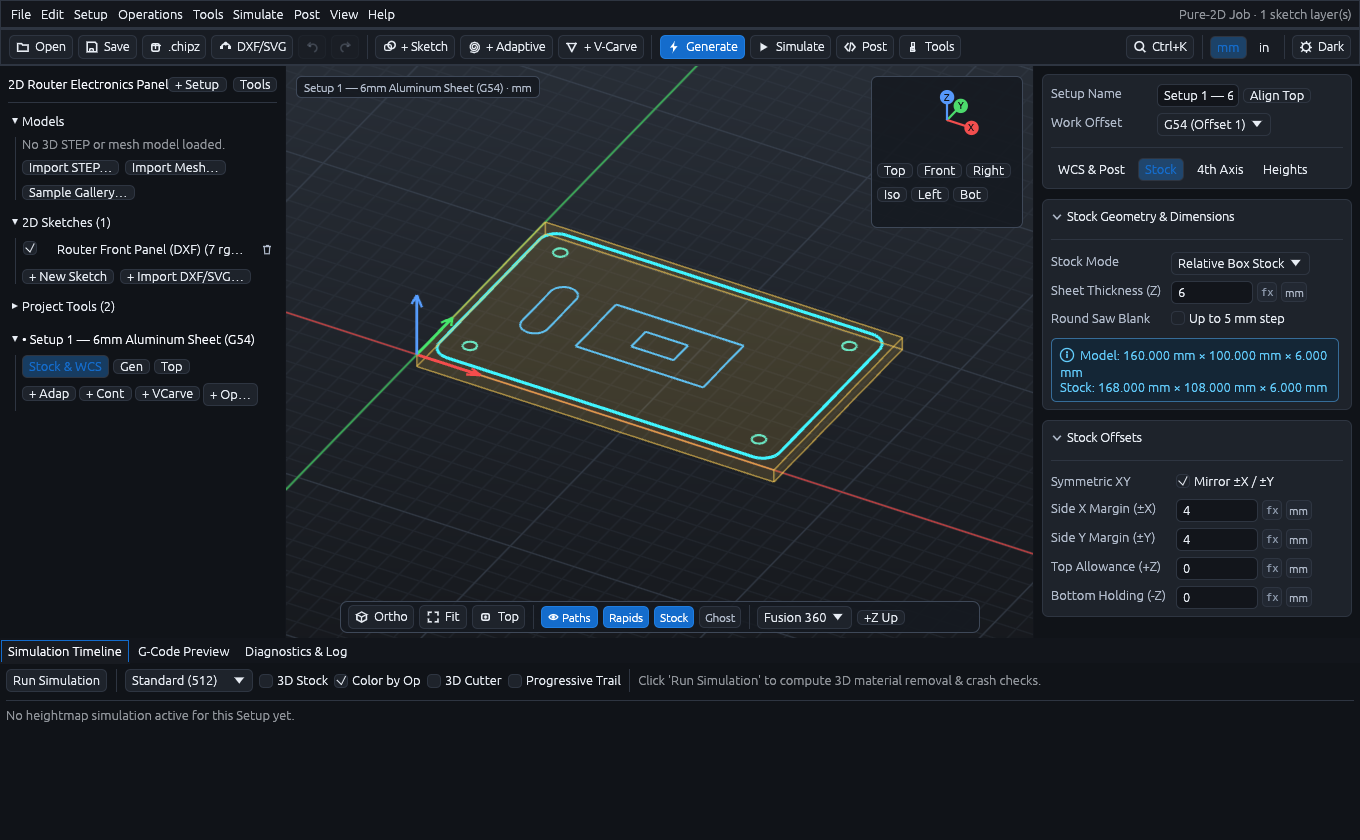 File Edit Setup Operations Tools Simulate Post View Help
Pure-2D Job · 1 sketch layer(s)
Open Save .chipz DXF/SVG + Sketch + Adaptive + V-Carve Generate Simulate Post Tools Ctrl+K mm in Dark
2D Router Electronics Panel + Setup Tools
Models
No 3D STEP or mesh model loaded.
Import STEP… Import Mesh…
Sample Gallery…
2D Sketches (1)
Router Front Panel (DXF) (7 rg…
+ New Sketch + Import DXF/SVG…
Project Tools (2)
• Setup 1 — 6mm Aluminum Sheet (G54)
Stock & WCS Gen Top
+ Adap + Cont + VCarve + Op…
Setup 1 — 6mm Aluminum Sheet (G54) · mm
Z
Y
X
Top Front Right
Iso Left Bot
Ortho Fit Top Paths Rapids Stock Ghost Fusion 360 +Z Up
Setup Name Setup 1 — 6 Align Top
Work Offset G54 (Offset 1)
WCS & Post Stock 4th Axis Heights
Stock Geometry & Dimensions
Stock Mode Relative Box Stock
Sheet Thickness (Z) 6 fx mm
Round Saw Blank Up to 5 mm step
Model: 160.000 mm × 100.000 mm × 6.000
mm
Stock: 168.000 mm × 108.000 mm × 6.000 mm
Stock Offsets
Symmetric XY Mirror ±X / ±Y
Side X Margin (±X) 4 fx mm
Side Y Margin (±Y) 4 fx mm
Top Allowance (+Z) 0 fx mm
Bottom Holding (-Z) 0 fx mm
Simulation Timeline G-Code Preview Diagnostics & Log
Run Simulation Standard (512) 3D Stock Color by Op 3D Cutter Progressive Trail Click 'Run Simulation' to compute 3D material removal & crash checks.
No heightmap simulation active for this Setup yet.